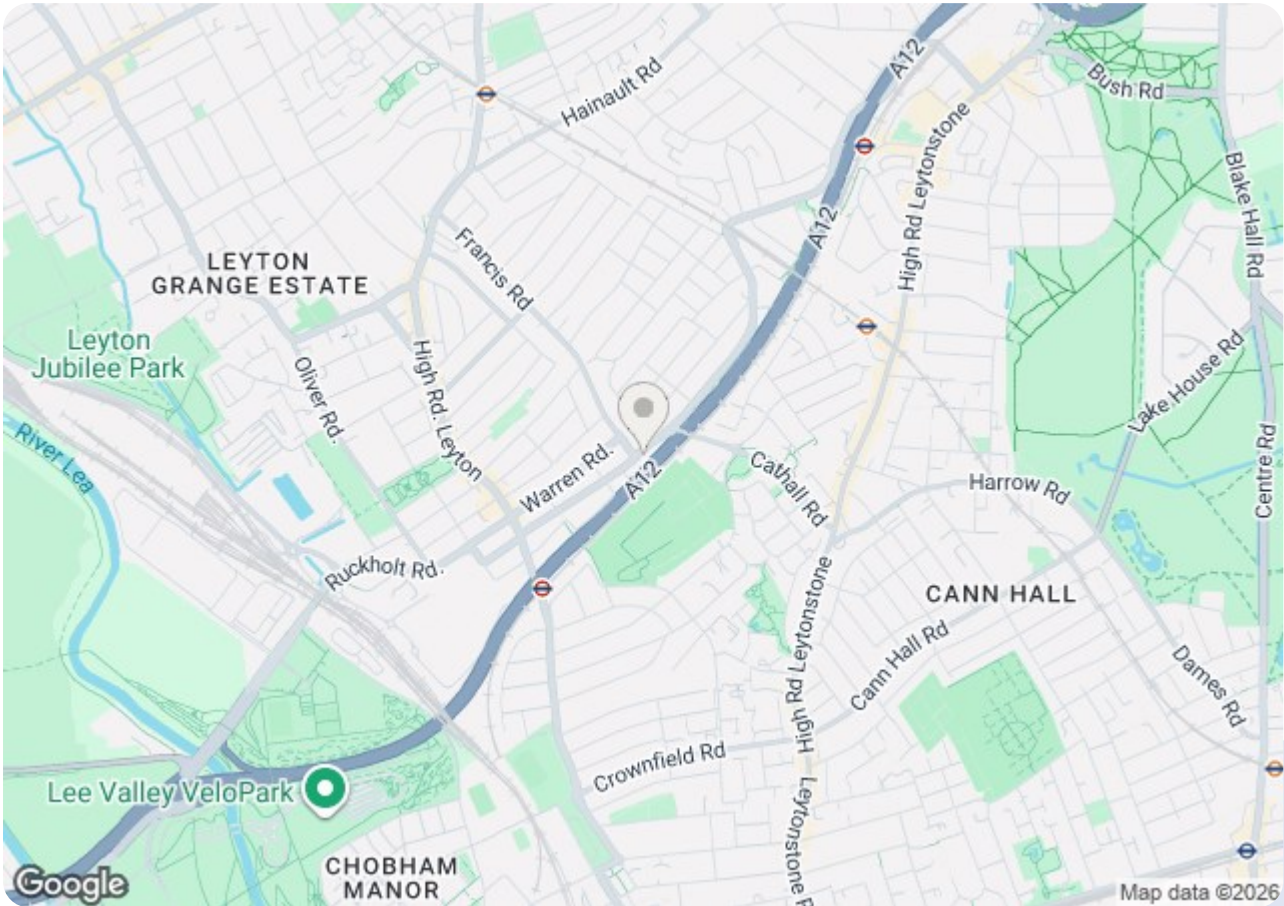 Hainault Rd
A12
Bush Rd
High Rd Leytonstone
Blake Hall Rd
A12
Francis Rd
LEYTON
GRANGE ESTATE
Leyton
Jubilee Park
Oliver Rd.
High Rd. Leyton
Lake House Rd
River Lea
Warren Rd.
A12
Cathall Rd
Harrow Rd
Centre Rd
Ruckholt Rd.
CANN HALL
High Rd Leytonstone
Cann Hall Rd
Dames Rd
Crownfield Rd
High
Lee Valley VeloPark
Leytonstone R
CHOBHAM
MANOR
Google
Map data ©2026